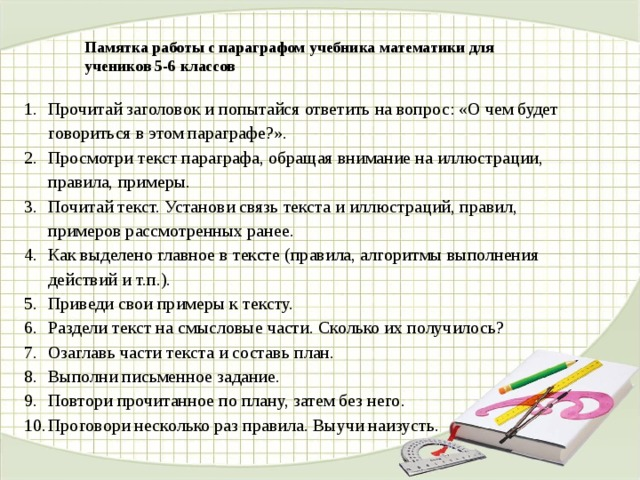 Памятка работы с параграфом учебника математики для
учеников 5-6 классов
1. Прочитай заголовок и попытайся ответить на вопрос: «О чем будет
говориться в этом параграфе?».
2. Просмотри текст параграфа, обращая внимание на иллюстрации,
правила, примеры.
3. Почитай текст. Установи связь текста и иллюстраций, правил,
примеров рассмотренных ранее.
4. Как выделено главное в тексте (правила, алгоритмы выполнения
действий и т.п.).
5. Приведи свои примеры к тексту.
6. Раздели текст на смысловые части. Сколько их получилось?
7. Озаглавь части текста и составь план.
8. Выполни письменное задание.
9. Повтори прочитанное по плану, затем без него.
10. Проговори несколько раз правила. Выучи наизусть.